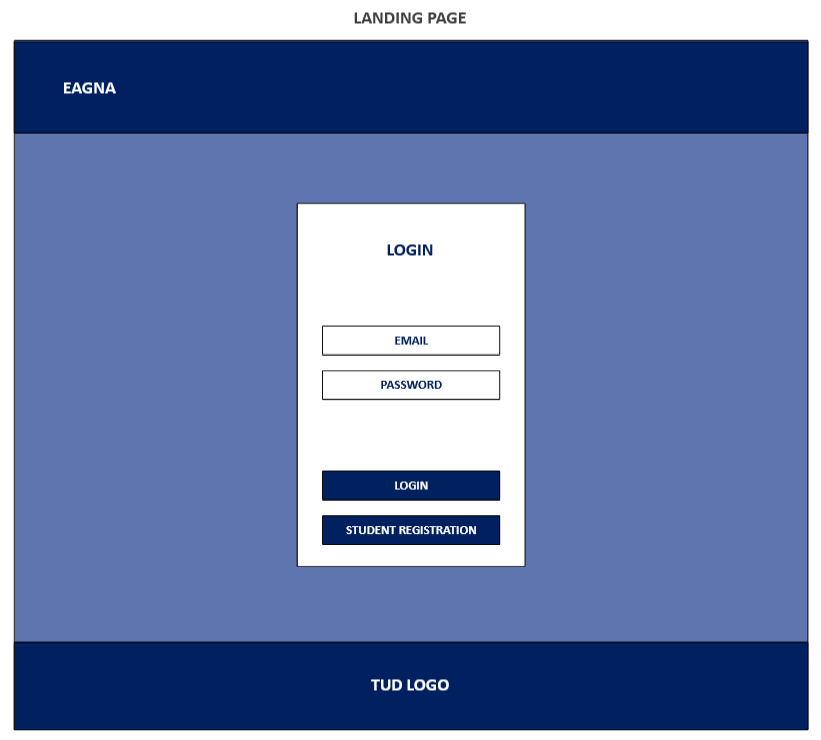 LANDING PAGE
EAGNA
LOGIN
EMAIL
PASSWORD
LOGIN
STUDENT REGISTRATION
TUD LOGO